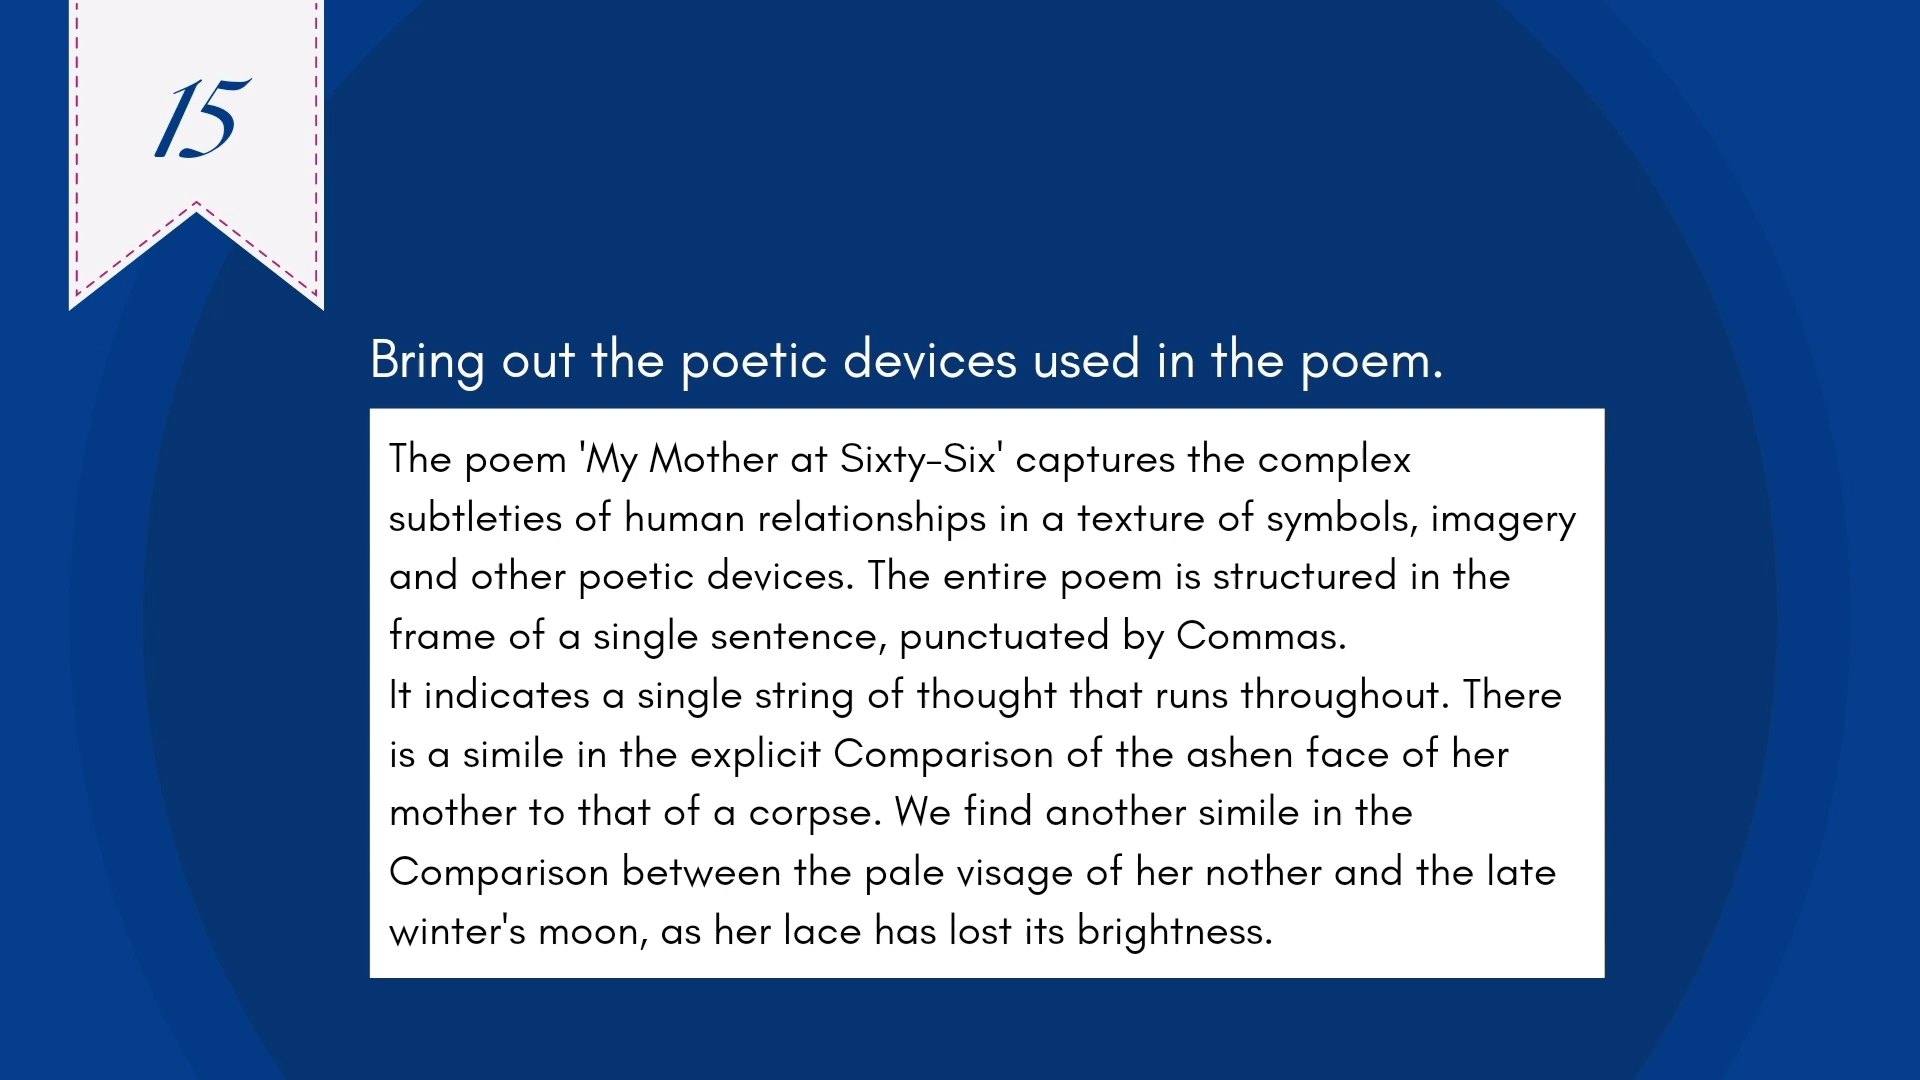 15
Bring out the poetic devices used in the poem.
The poem 'My Mother at Sixty-Six' captures the complex
subtleties of human relationships in a texture of symbols, imagery
and other poetic devices. The entire poem is structured in the
frame of a single sentence, punctuated by Commas.
It indicates a single string of thought that runs throughout. There
is a simile in the explicit Comparison of the ashen face of her
mother to that of a corpse. We find another simile in the
Comparison between the pale visage of her nother and the late
winter's moon, as her lace has lost its brightness.